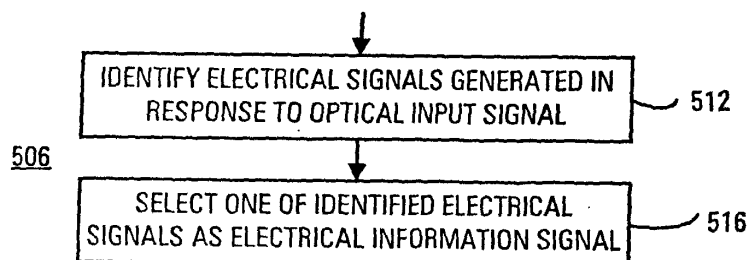 IDENTIFY ELECTRICAL SIGNALS GENERATED IN
RESPONSE TO OPTICAL INPUT SIGNAL
512
506
SELECT ONE OF IDENTIFIED ELECTRICAL
SIGNALS AS ELECTRICAL INFORMATION SIGNAL
516